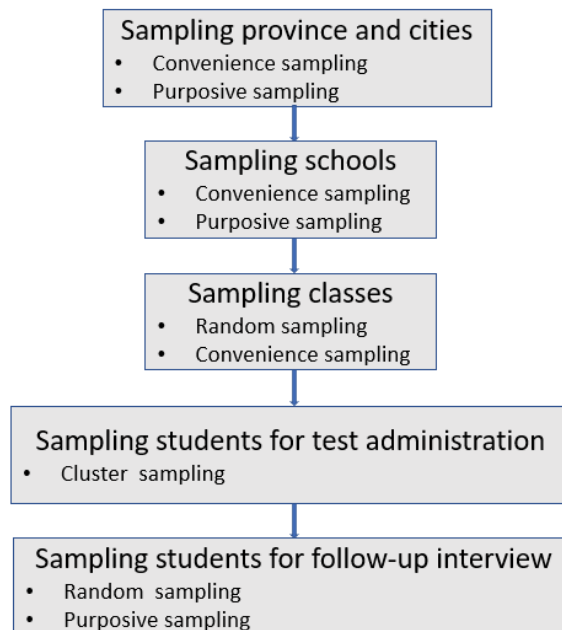 Sampling province and cities
• Convenience sampling
• Purposive sampling
Sampling schools
• Convenience sampling
• Purposive sampling
Sampling classes
• Random sampling
• Convenience sampling
Sampling students for test administration
• Cluster sampling
Sampling students for follow-up interview
• Random sampling
• Purposive sampling